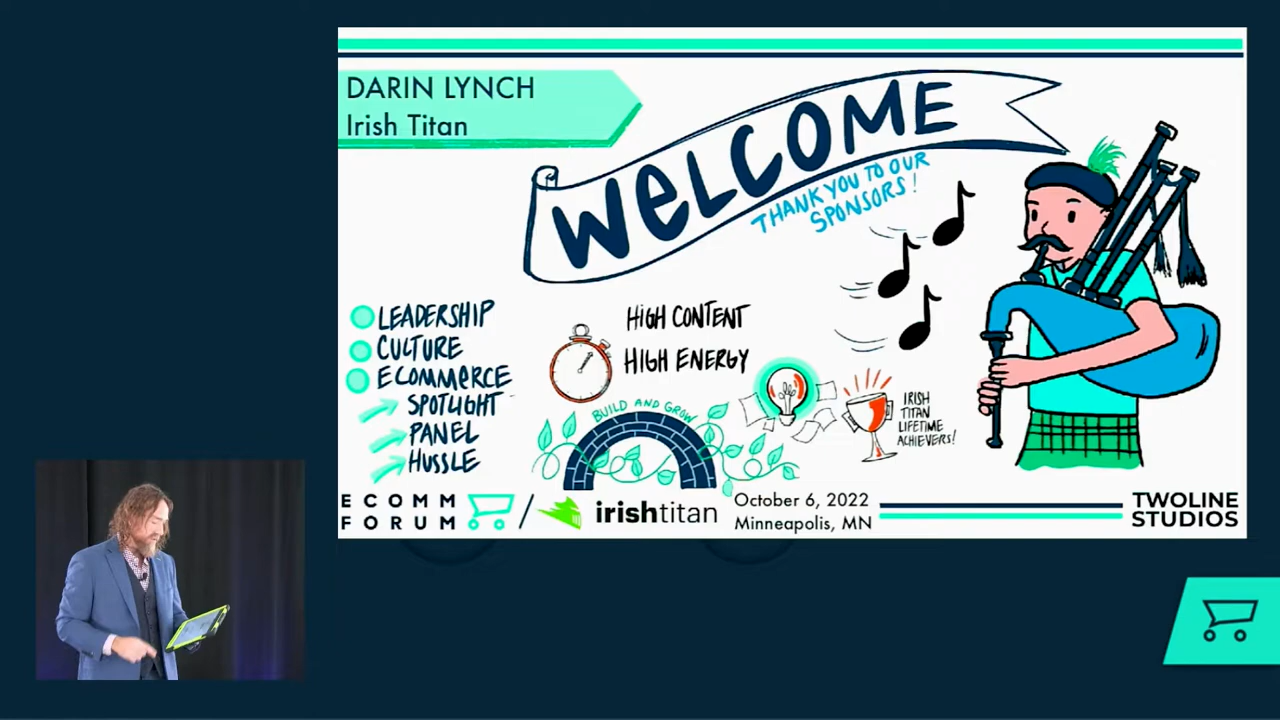 DARIN LYNCH
Irish Titan
WELCOME
THANK YOU TO OUR
SPONSORS!
LEADERSHIP
CULTURE
ECOMMERCE
SPOTLIGHT
PANEL
HUSSLE
HIGH CONTENT
HIGH ENERGY
BUILD AND GROW
IRISH
TITAN
LIFETIME
ACHIEVERS!
ECOMM
FORUM
irishtitan
October 6, 2022
Minneapolis, MN
TWOLINE
STUDIOS